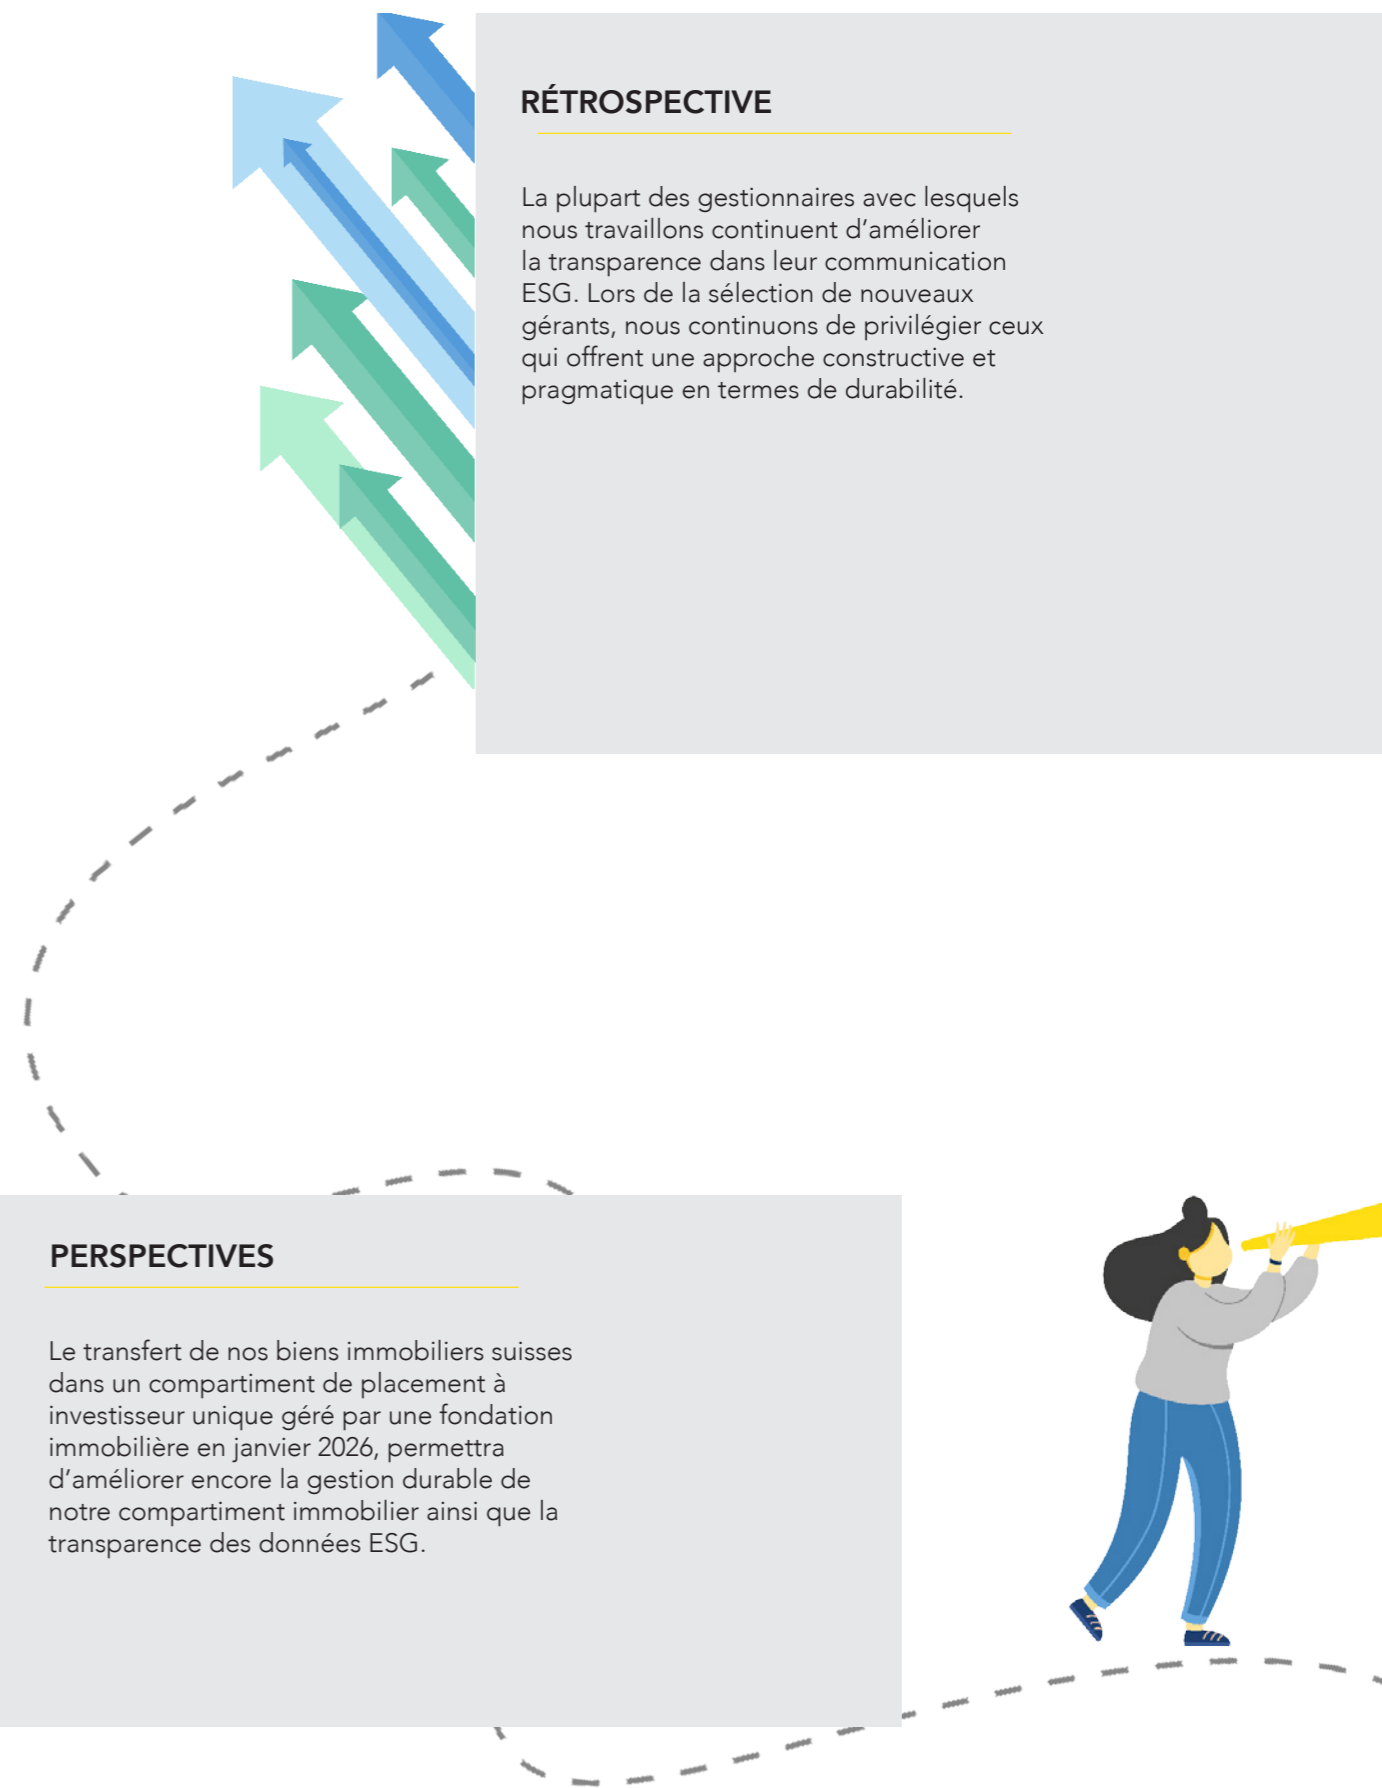 RÉTROSPECTIVE
La plupart des gestionnaires avec lesquels
nous travaillons continuent d’améliorer
la transparence dans leur communication
ESG. Lors de la sélection de nouveaux
gérants, nous continuons de privilégier ceux
qui offrent une approche constructive et
pragmatique en termes de durabilité.
PERSPECTIVES
Le transfert de nos biens immobiliers suisses
dans un compartiment de placement à
investisseur unique géré par une fondation
immobilière en janvier 2026, permettra
d’améliorer encore la gestion durable de
notre compartiment immobilier ainsi que la
transparence des données ESG.